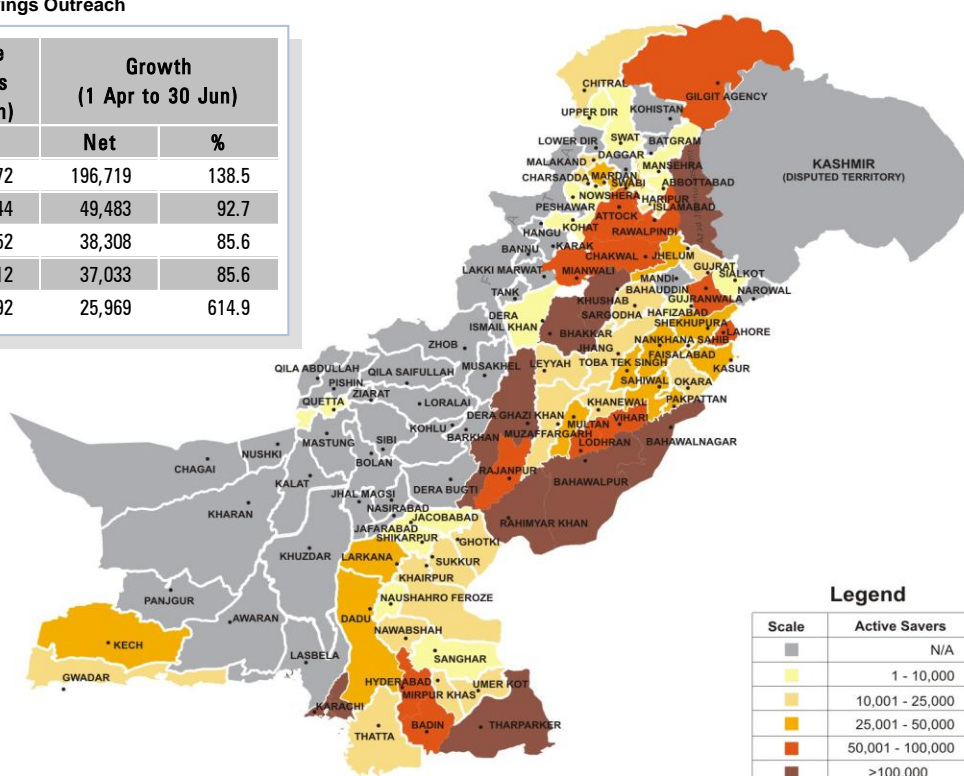 ings Outreach
e
s
n)
Growth
(1 Apr to 30 Jun)
Net
%
72
196,719
138.5
44
49,483
92.7
52
38,308
85.6
12
37,033
85.6
92
25,969
614.9
CHITRAL
GILGIT AGENCY
UPPER DIR
KOHISTAN
LOWER DIR
SWAT
BATGRAM
DAGGAR
MALAKAND
MANSEHRA
KASHMIR
(DISPUTED TERRITORY)
CHARSADDA
MARDAN
SWABI
ABBOTTABAD
NOWSHERA
HARIPUR
PESHAWAR
ISLAMABAD
ATTOCK
KOHAT
HANGU
RAWALPINDI
BANNU
KARAK
CHAKWAL
JHELUM
LAKKI MARWAT
MIANWALI
GUJRAT
SIALKOT
MANDI
BAHAUDDIN
NAROWAL
TANK
KHUSHAB
GUJRANWALA
DERA
ISMAIL KHAN
SARGODHA
HAFIZABAD
SHEKHUPURA
BHAKKAR
LAHORE
ZHOB
JHANG
NANKHANA SAHIB
QILA ABDULLAH
QILA SAIFULLAH
MUSAKHEL
LEYYAH
TOBA TEK SINGH
FAISALABAD
KASUR
PISHIN
SAHIWAL
OKARA
ZIARAT
QUETTA
LORALAI
KHANEWAL
PAKPATTAN
DERA GHAZI KHAN
VIHARI
MULTAN
KOHLU
MASTUNG
SIBI
BARKHAN
MUZAFFARGARH
LODHRAN
BAHAWALNAGAR
NUSHKI
BOLAN
CHAGAI
RAJANPUR
KALAT
BAHAWALPUR
DERA BUGTI
JHAL MAGSI
KHARAN
NASIRABAD
JACOBABAD
RAHIMYAR KHAN
JAFARABAD
SHIKARPUR
GHOTKI
KHUZDAR
LARKANA
SUKKUR
KHAIRPUR
PANJGUR
NAUSHAHRO FEROZE
AWARAN
DADU
NAWABSHAH
KECH
LASBELA
SANGHAR
GWADAR
HYDERABAD
UMER KOT
MIRPUR KHAS
KARACHI
BADIN
THARPARKER
THATTA
Legend
Scale
Active Savers
N/A
1 - 10,000
10,001 - 25,000
25,001 - 50,000
50,001 - 100,000
>100,000